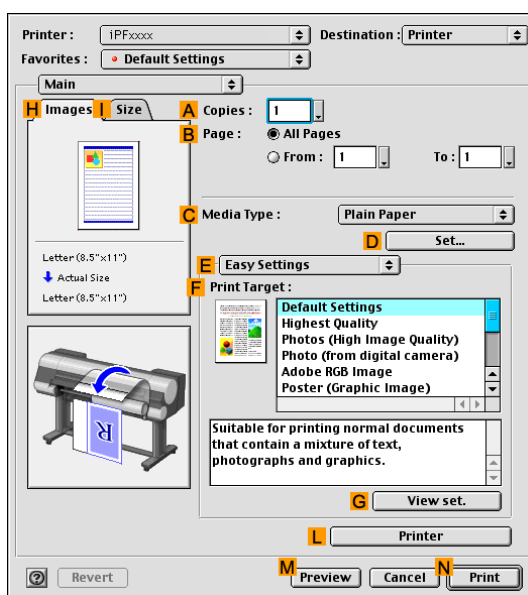 Printer : iPFxxxx Destination : Printer
Favorites : Default Settings
Main
H Images I Size
A Copies : 1
B Page : All Pages
From : 1 To : 1
C Media Type : Plain Paper
D Set...
Letter (8.5"x11")
Actual Size
Letter (8.5"x11")
E Easy Settings
F Print Target :
Default Settings
Highest Quality
Photos (High Image Quality)
Photo (from digital camera)
Adobe RGB Image
Poster (Graphic Image)
R
Suitable for printing normal documents
that contain a mixture of text,
photographs and graphics.
G View set.
L Printer
? Revert M Preview Cancel N Print